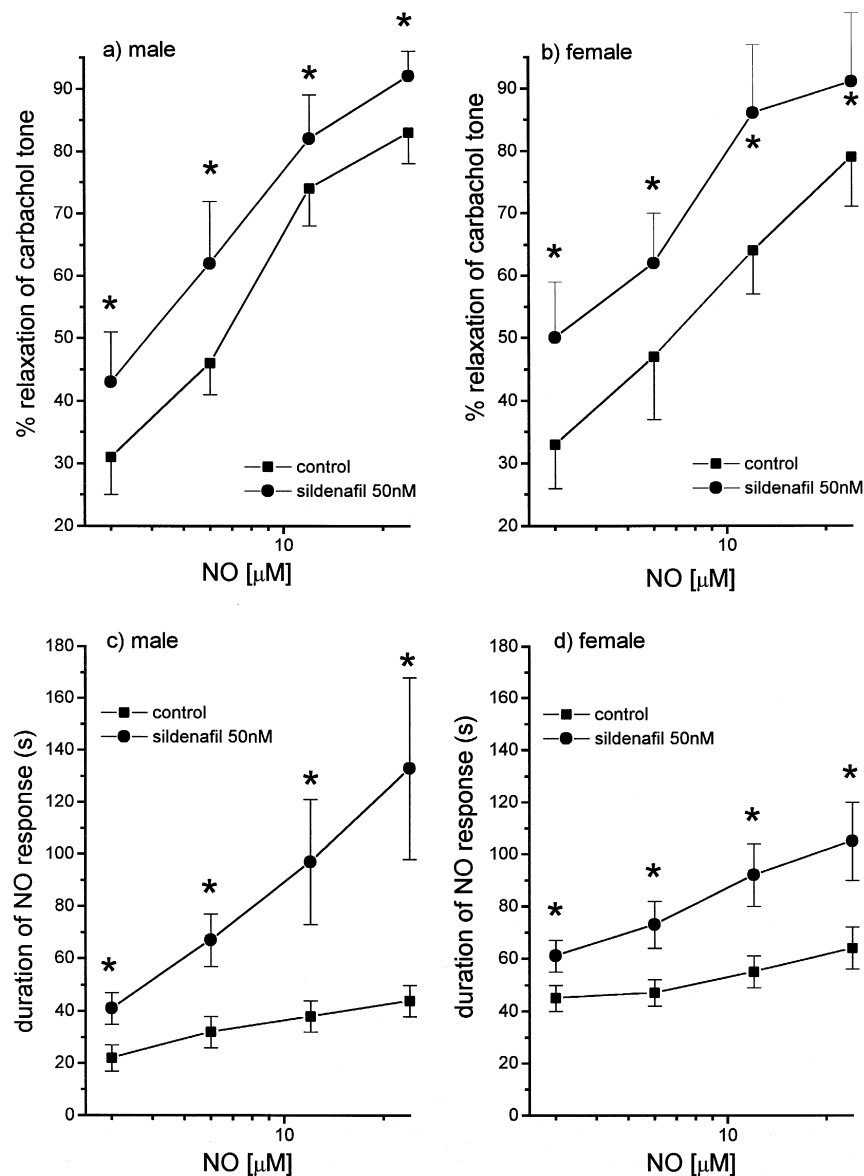 a) male
*
*
*
*
90
80
70
60
50
40
30
20
% relaxation of carbachol tone
control
sildenafil 50nM
10
NO [µM]
b) female
*
*
*
*
90
80
70
60
50
40
30
20
% relaxation of carbachol tone
control
sildenafil 50nM
10
NO [µM]
c) male
*
*
*
*
180
160
140
120
100
80
60
40
20
0
duration of NO response (s)
control
sildenafil 50nM
10
NO [µM]
d) female
*
*
*
*
180
160
140
120
100
80
60
40
20
0
duration of NO response (s)
control
sildenafil 50nM
10
NO [µM]